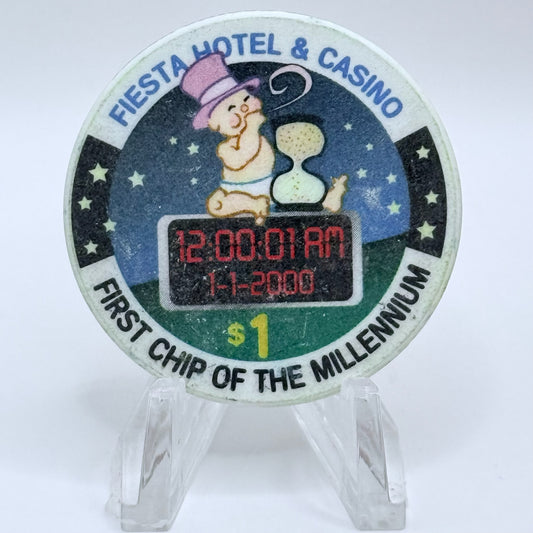 FIESTA HOTEL & CASINO
12:00:01 AM
1-1-2000
$1
FIRST CHIP OF THE MILLENNIUM